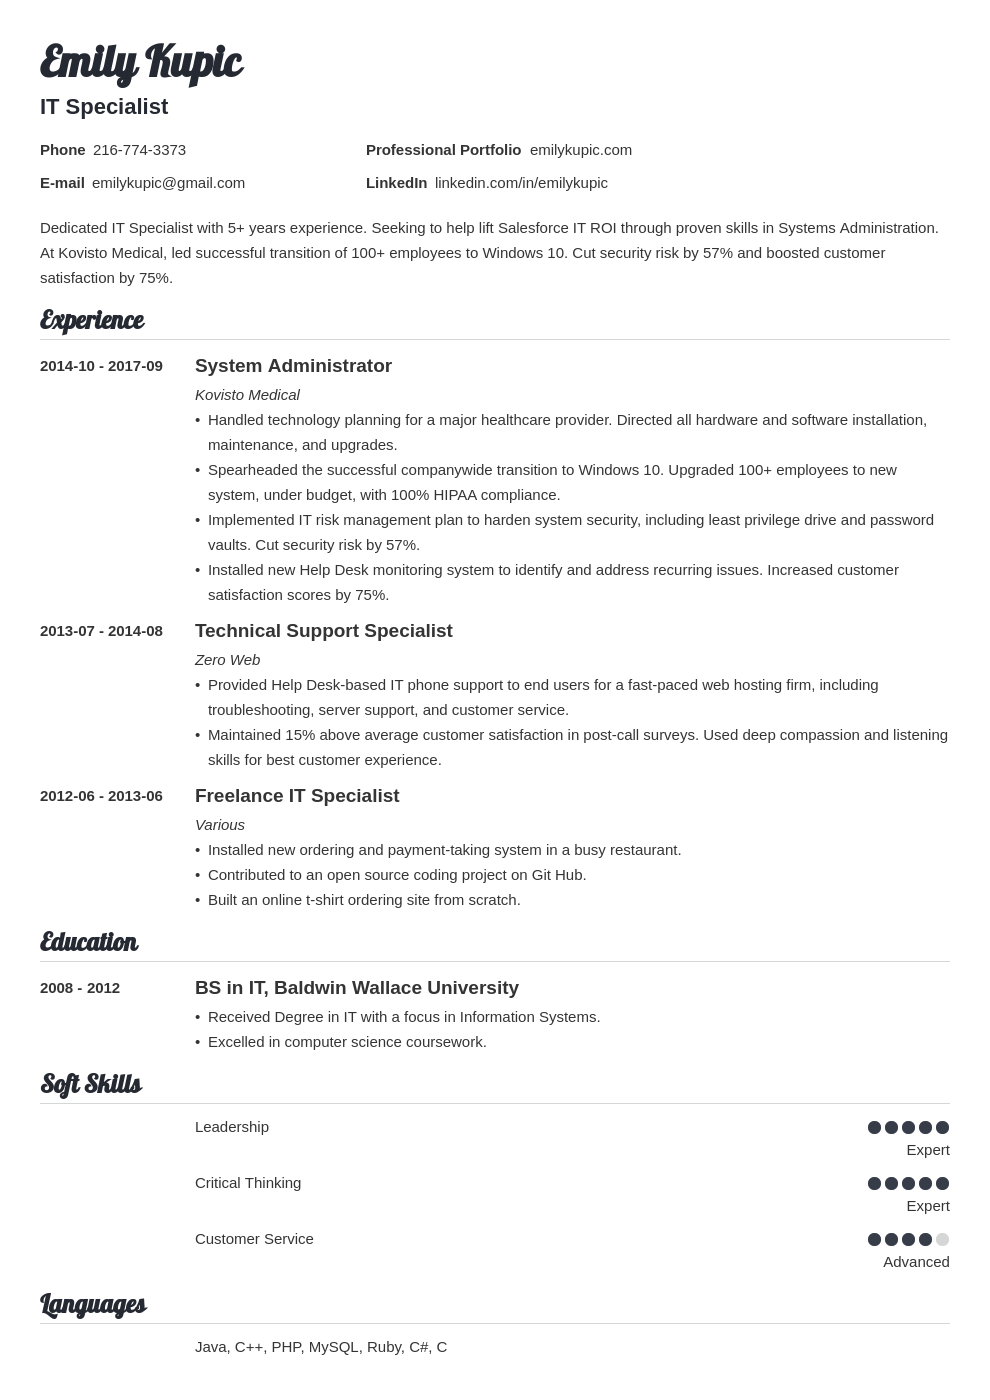 Emily Kupic
IT Specialist
Phone 216-774-3373
Professional Portfolio emilykupic.com
E-mail emilykupic@gmail.com
LinkedIn linkedin.com/in/emilykupic
Dedicated IT Specialist with 5+ years experience. Seeking to help lift Salesforce IT ROI through proven skills in Systems Administration.
At Kovisto Medical, led successful transition of 100+ employees to Windows 10. Cut security risk by 57% and boosted customer
satisfaction by 75%.
Experience
2014-10 - 2017-09 System Administrator
Kovisto Medical
• Handled technology planning for a major healthcare provider. Directed all hardware and software installation,
maintenance, and upgrades.
• Spearheaded the successful companywide transition to Windows 10. Upgraded 100+ employees to new
system, under budget, with 100% HIPAA compliance.
• Implemented IT risk management plan to harden system security, including least privilege drive and password
vaults. Cut security risk by 57%.
• Installed new Help Desk monitoring system to identify and address recurring issues. Increased customer
satisfaction scores by 75%.
2013-07 - 2014-08 Technical Support Specialist
Zero Web
• Provided Help Desk-based IT phone support to end users for a fast-paced web hosting firm, including
troubleshooting, server support, and customer service.
• Maintained 15% above average customer satisfaction in post-call surveys. Used deep compassion and listening
skills for best customer experience.
2012-06 - 2013-06 Freelance IT Specialist
Various
• Installed new ordering and payment-taking system in a busy restaurant.
• Contributed to an open source coding project on Git Hub.
• Built an online t-shirt ordering site from scratch.
Education
2008 - 2012 BS in IT, Baldwin Wallace University
• Received Degree in IT with a focus in Information Systems.
• Excelled in computer science coursework.
Soft Skills
Leadership
Expert
Critical Thinking
Expert
Customer Service
Advanced
Languages
Java, C++, PHP, MySQL, Ruby, C#, C